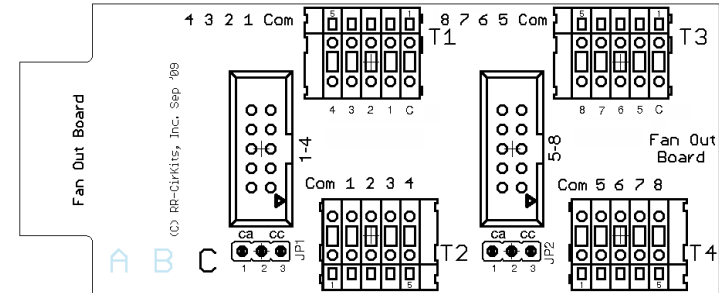 4 3 2 1 Com
5 1
T1
4 3 2 1 C
8 7 6 5 Com
5 1
T3
8 7 6 5 C
Fan Out Board
(C) RR-CirKits, Inc. Sep '09
1-4
5-8
Fan Out
Board
Com 1 2 3 4
T2
1 5
Com 5 6 7 8
T4
1 5
ca cc
JP1
1 2 3
ca cc
JP2
1 2 3
A B C